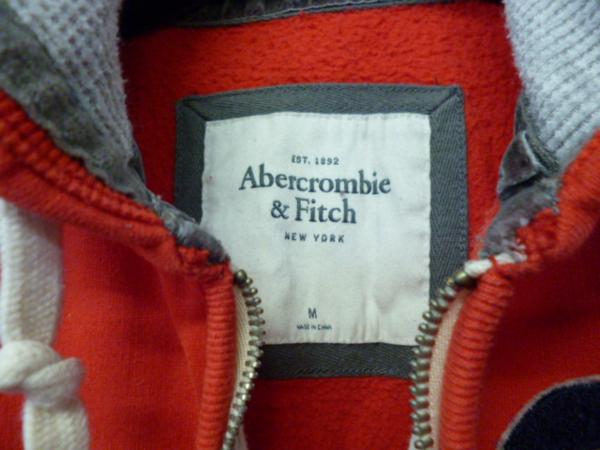 EST. 1892
Abercrombie
& Fitch
NEW YORK
M
MADE IN CHINA